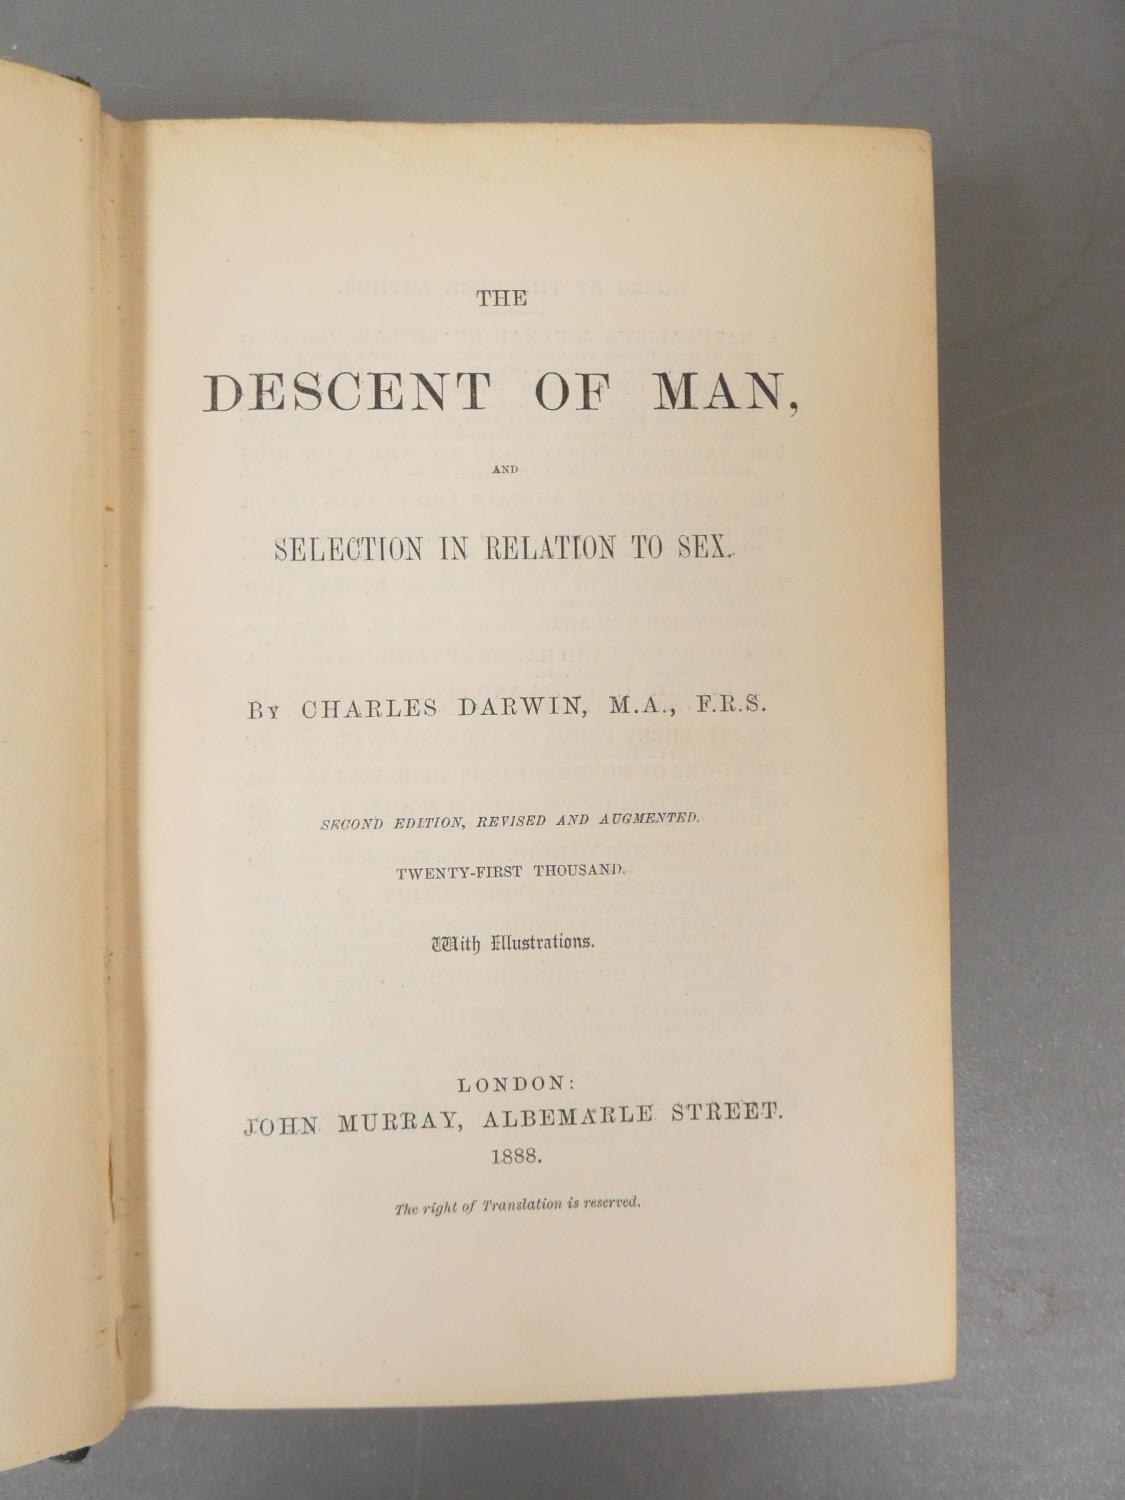 THE
DESCENT OF MAN,
AND
SELECTION IN RELATION TO SEX.
BY CHARLES DARWIN, M.A., F.R.S.
SECOND EDITION, REVISED AND AUGMENTED.
TWENTY-FIRST THOUSAND.
With Illustrations.
LONDON:
JOHN MURRAY, ALBEMARLE STREET.
1888.
The right of Translation is reserved.